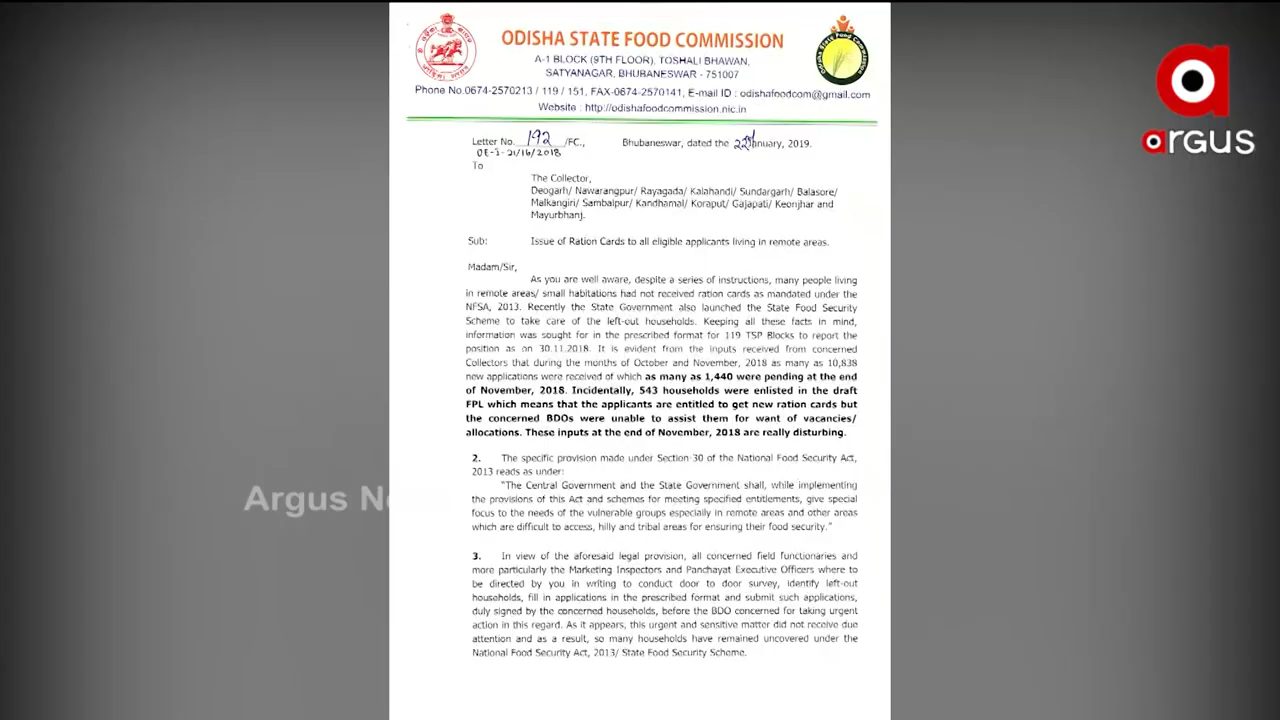 ODISHA STATE FOOD COMMISSION
A-1 BLOCK (9TH FLOOR), TOSHALI BHAWAN,
SATYANAGAR, BHUBANESWAR - 751007
Phone No.0674-2570213 / 119 / 151, FAX-0674-2570141, E-mail ID : odishafoodcom@gmail.com
Website : http://odishafoodcommission.nic.in
argus
Letter No. 192 /FC., Bhubaneswar, dated the 22nd January, 2019.
OE-I-21/16/2018
To
The Collector,
Deogarh/ Nawarangpur/ Rayagada/ Kalahandi/ Sundargarh/ Balasore/
Malkangiri/ Sambalpur/ Kandhamal/ Koraput/ Gajapati/ Keonjhar and
Mayurbhanj.
Sub: Issue of Ration Cards to all eligible applicants living in remote areas.
Madam/Sir,
As you are well aware, despite a series of instructions, many people living
in remote areas/ small habitations had not received ration cards as mandated under the
NFSA, 2013. Recently the State Government also launched the State Food Security
Scheme to take care of the left-out households. Keeping all these facts in mind,
information was sought for in the prescribed format for 119 TSP Blocks to report the
position as on 30.11.2018. It is evident from the inputs received from concerned
Collectors that during the months of October and November, 2018 as many as 10,838
new applications were received of which as many as 1,440 were pending at the end
of November, 2018. Incidentally, 543 households were enlisted in the draft
FPL which means that the applicants are entitled to get new ration cards but
the concerned BDOs were unable to assist them for want of vacancies/
allocations. These inputs at the end of November, 2018 are really disturbing.
2. The specific provision made under Section-30 of the National Food Security Act,
2013 reads as under:
"The Central Government and the State Government shall, while implementing
the provisions of this Act and schemes for meeting specified entitlements, give special
focus to the needs of the vulnerable groups especially in remote areas and other areas
which are difficult to access, hilly and tribal areas for ensuring their food security."
Argus Ne
3. In view of the aforesaid legal provision, all concerned field functionaries and
more particularly the Marketing Inspectors and Panchayat Executive Officers where to
be directed by you in writing to conduct door to door survey, identify left-out
households, fill in applications in the prescribed format and submit such applications,
duly signed by the concerned households, before the BDO concerned for taking urgent
action in this regard. As it appears, this urgent and sensitive matter did not receive due
attention and as a result, so many households have remained uncovered under the
National Food Security Act, 2013/ State Food Security Scheme.